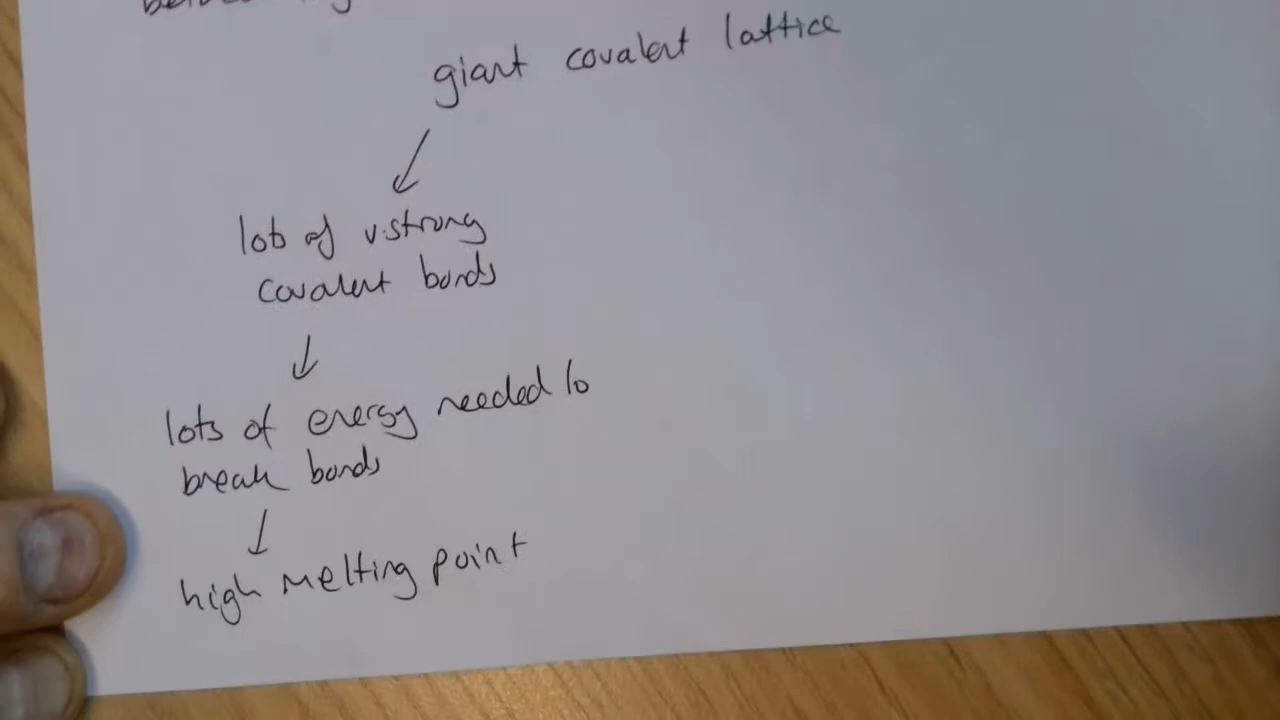 giant covalent lattice
lots of v.strong
covalent bonds
lots of energy needed to
break bonds
high melting point